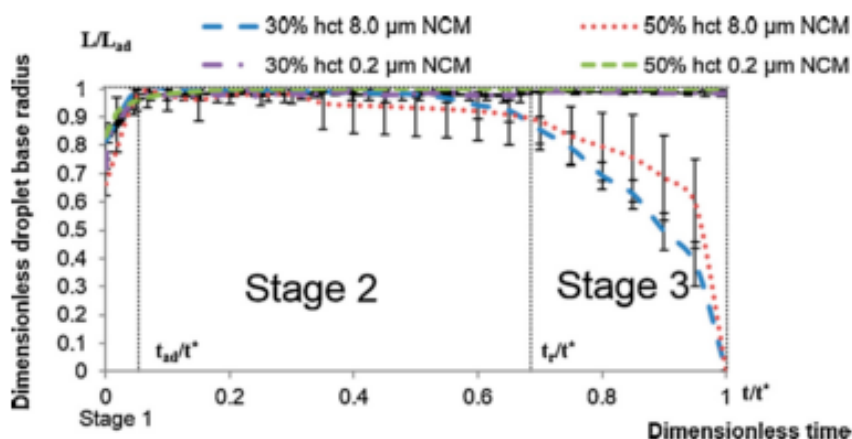 L/L_ad
30% hct 8.0 µm NCM
50% hct 8.0 µm NCM
30% hct 0.2 µm NCM
50% hct 0.2 µm NCM
Dimensionless droplet base radius
1
0.9
0.8
0.7
0.6
0.5
0.4
0.3
0.2
0.1
0
Stage 2
Stage 3
t_ad/t*
t_r/t*
0
0.2
0.4
0.6
0.8
1
t/t*
Stage 1
Dimensionless time